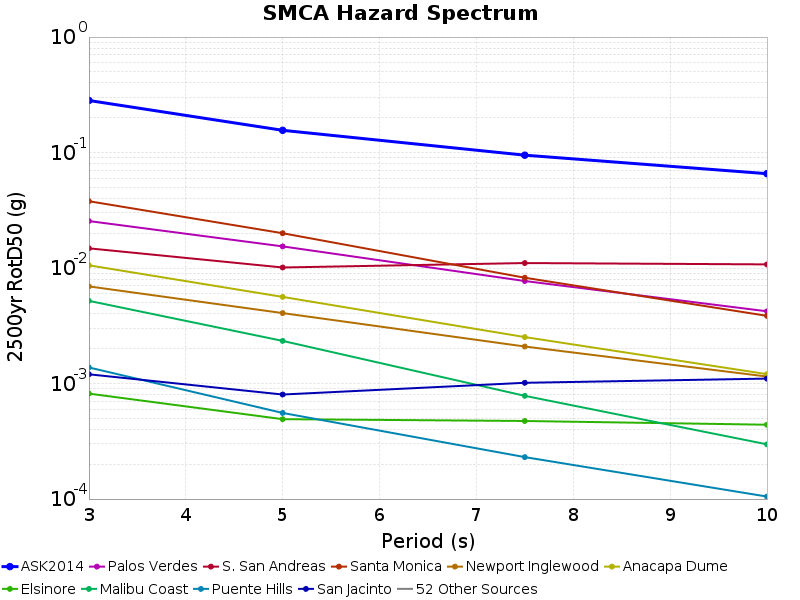 SMCA Hazard Spectrum
2500yr RotD50 (g)
10^0
10^-1
10^-2
10^-3
10^-4
3 4 5 6 7 8 9 10
Period (s)
ASK2014 Palos Verdes S. San Andreas Santa Monica Newport Inglewood Anacapa Dume
Elsinore Malibu Coast Puente Hills San Jacinto 52 Other Sources